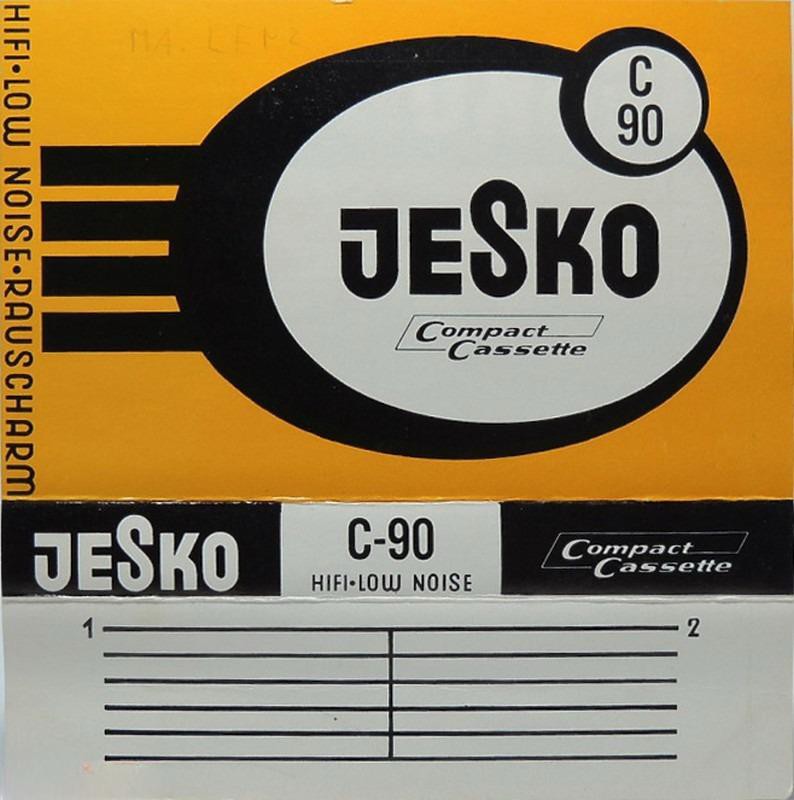 HIFI•LOW NOISE•RAUSCHARM
C
90
JESKO
Compact
Cassette
JESKO
C-90
HIFI•LOW NOISE
Compact
Cassette
1
2